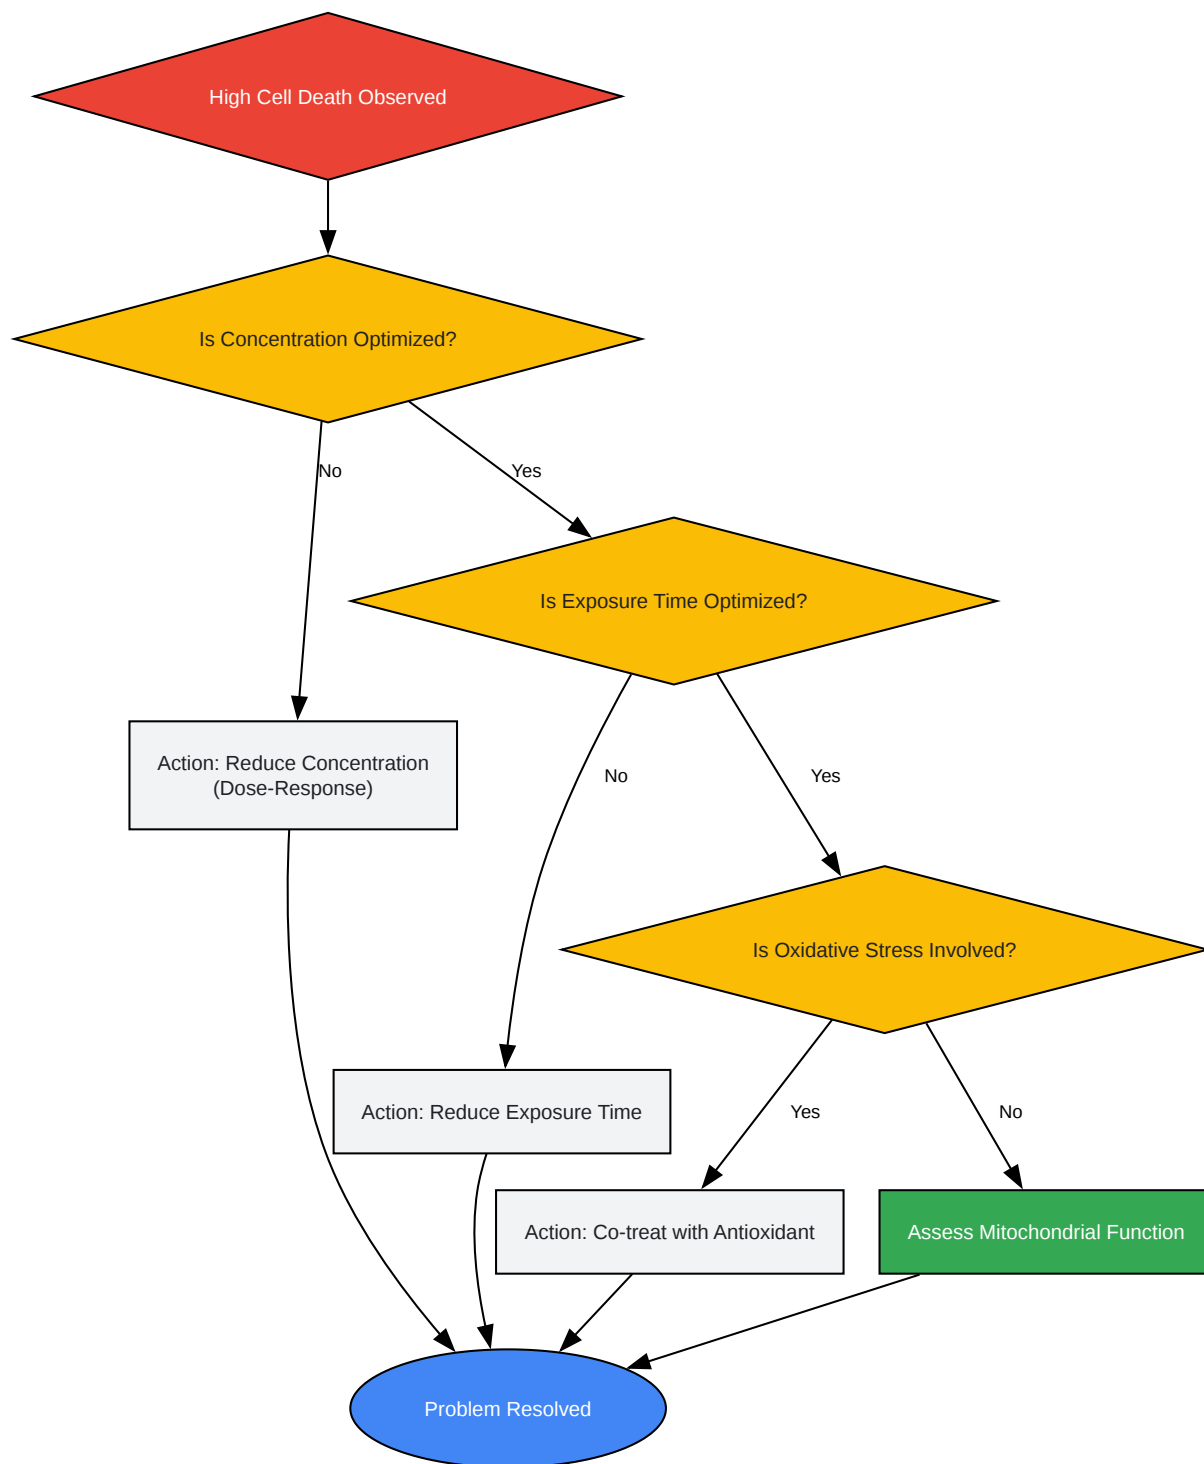 High Cell Death Observed
Is Concentration Optimized?
No
Yes
Is Exposure Time Optimized?
Action: Reduce Concentration
(Dose-Response)
No
Yes
Is Oxidative Stress Involved?
Action: Reduce Exposure Time
Yes
No
Action: Co-treat with Antioxidant
Assess Mitochondrial Function
Problem Resolved